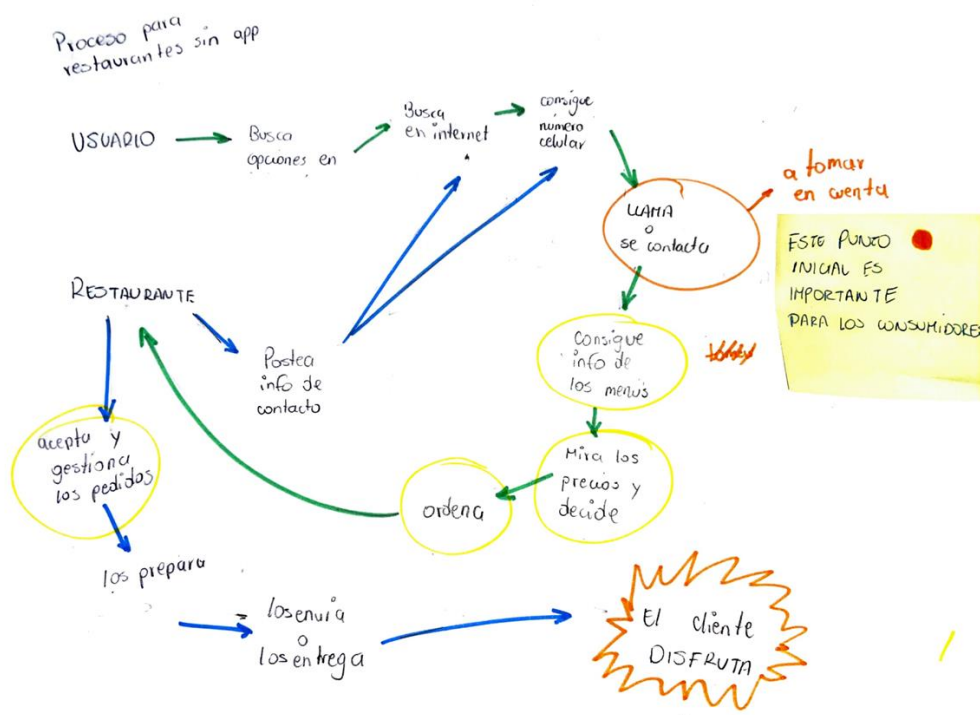 Proceso para
restaurantes sin app
USUARIO
Busca
opciones en
Busca
en internet
consigue
número
celular
LLAMA
o
se contacta
a tomar
en cuenta
ESTE PUNTO
INICIAL ES
IMPORTANTE
PARA LOS CONSUMIDORES
RESTAURANTE
Postea
info de
contacto
Consigue
info de
los menús
acepta y
gestiona
los pedidos
Mira los
precios y
decide
ordena
los prepara
los envía
o
los entrega
El cliente
DISFRUTA